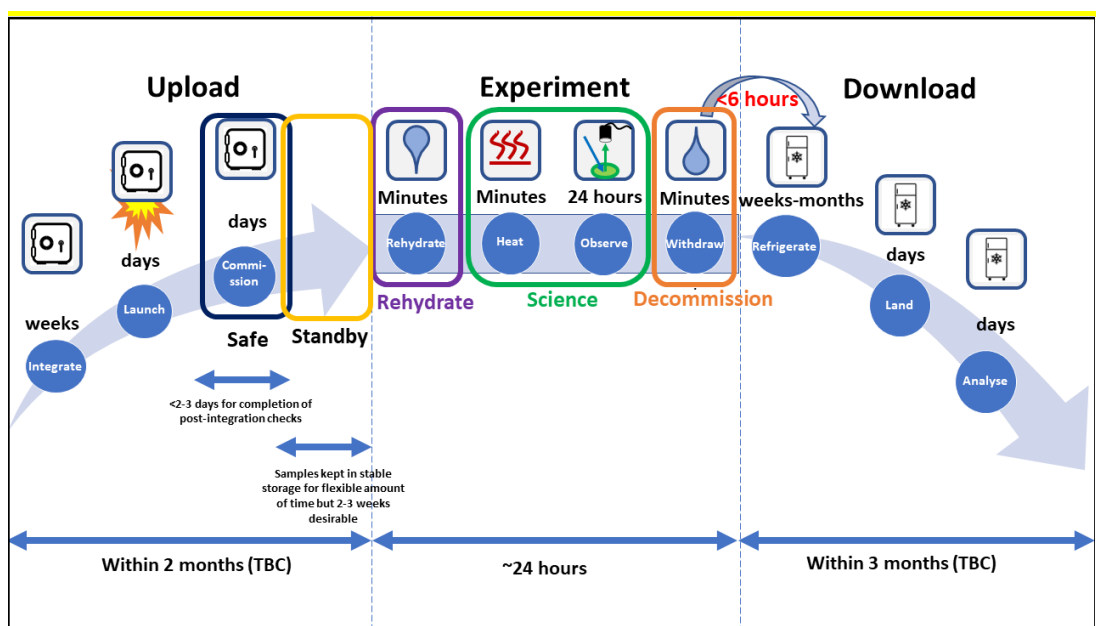 Upload
Experiment
Download
<6 hours
weeks
Integrate
days
Launch
days
Commi-
ssion
Safe
Standby
<2-3 days for completion of
post-integration checks
Samples kept in stable
storage for flexible amount
of time but 2-3 weeks
desirable
Minutes
Rehydrate
Rehydrate
Minutes
Heat
24 hours
Observe
Science
Minutes
Withdraw
Decommission
weeks-months
Refrigerate
days
Land
days
Analyse
Within 2 months (TBC)
~24 hours
Within 3 months (TBC)